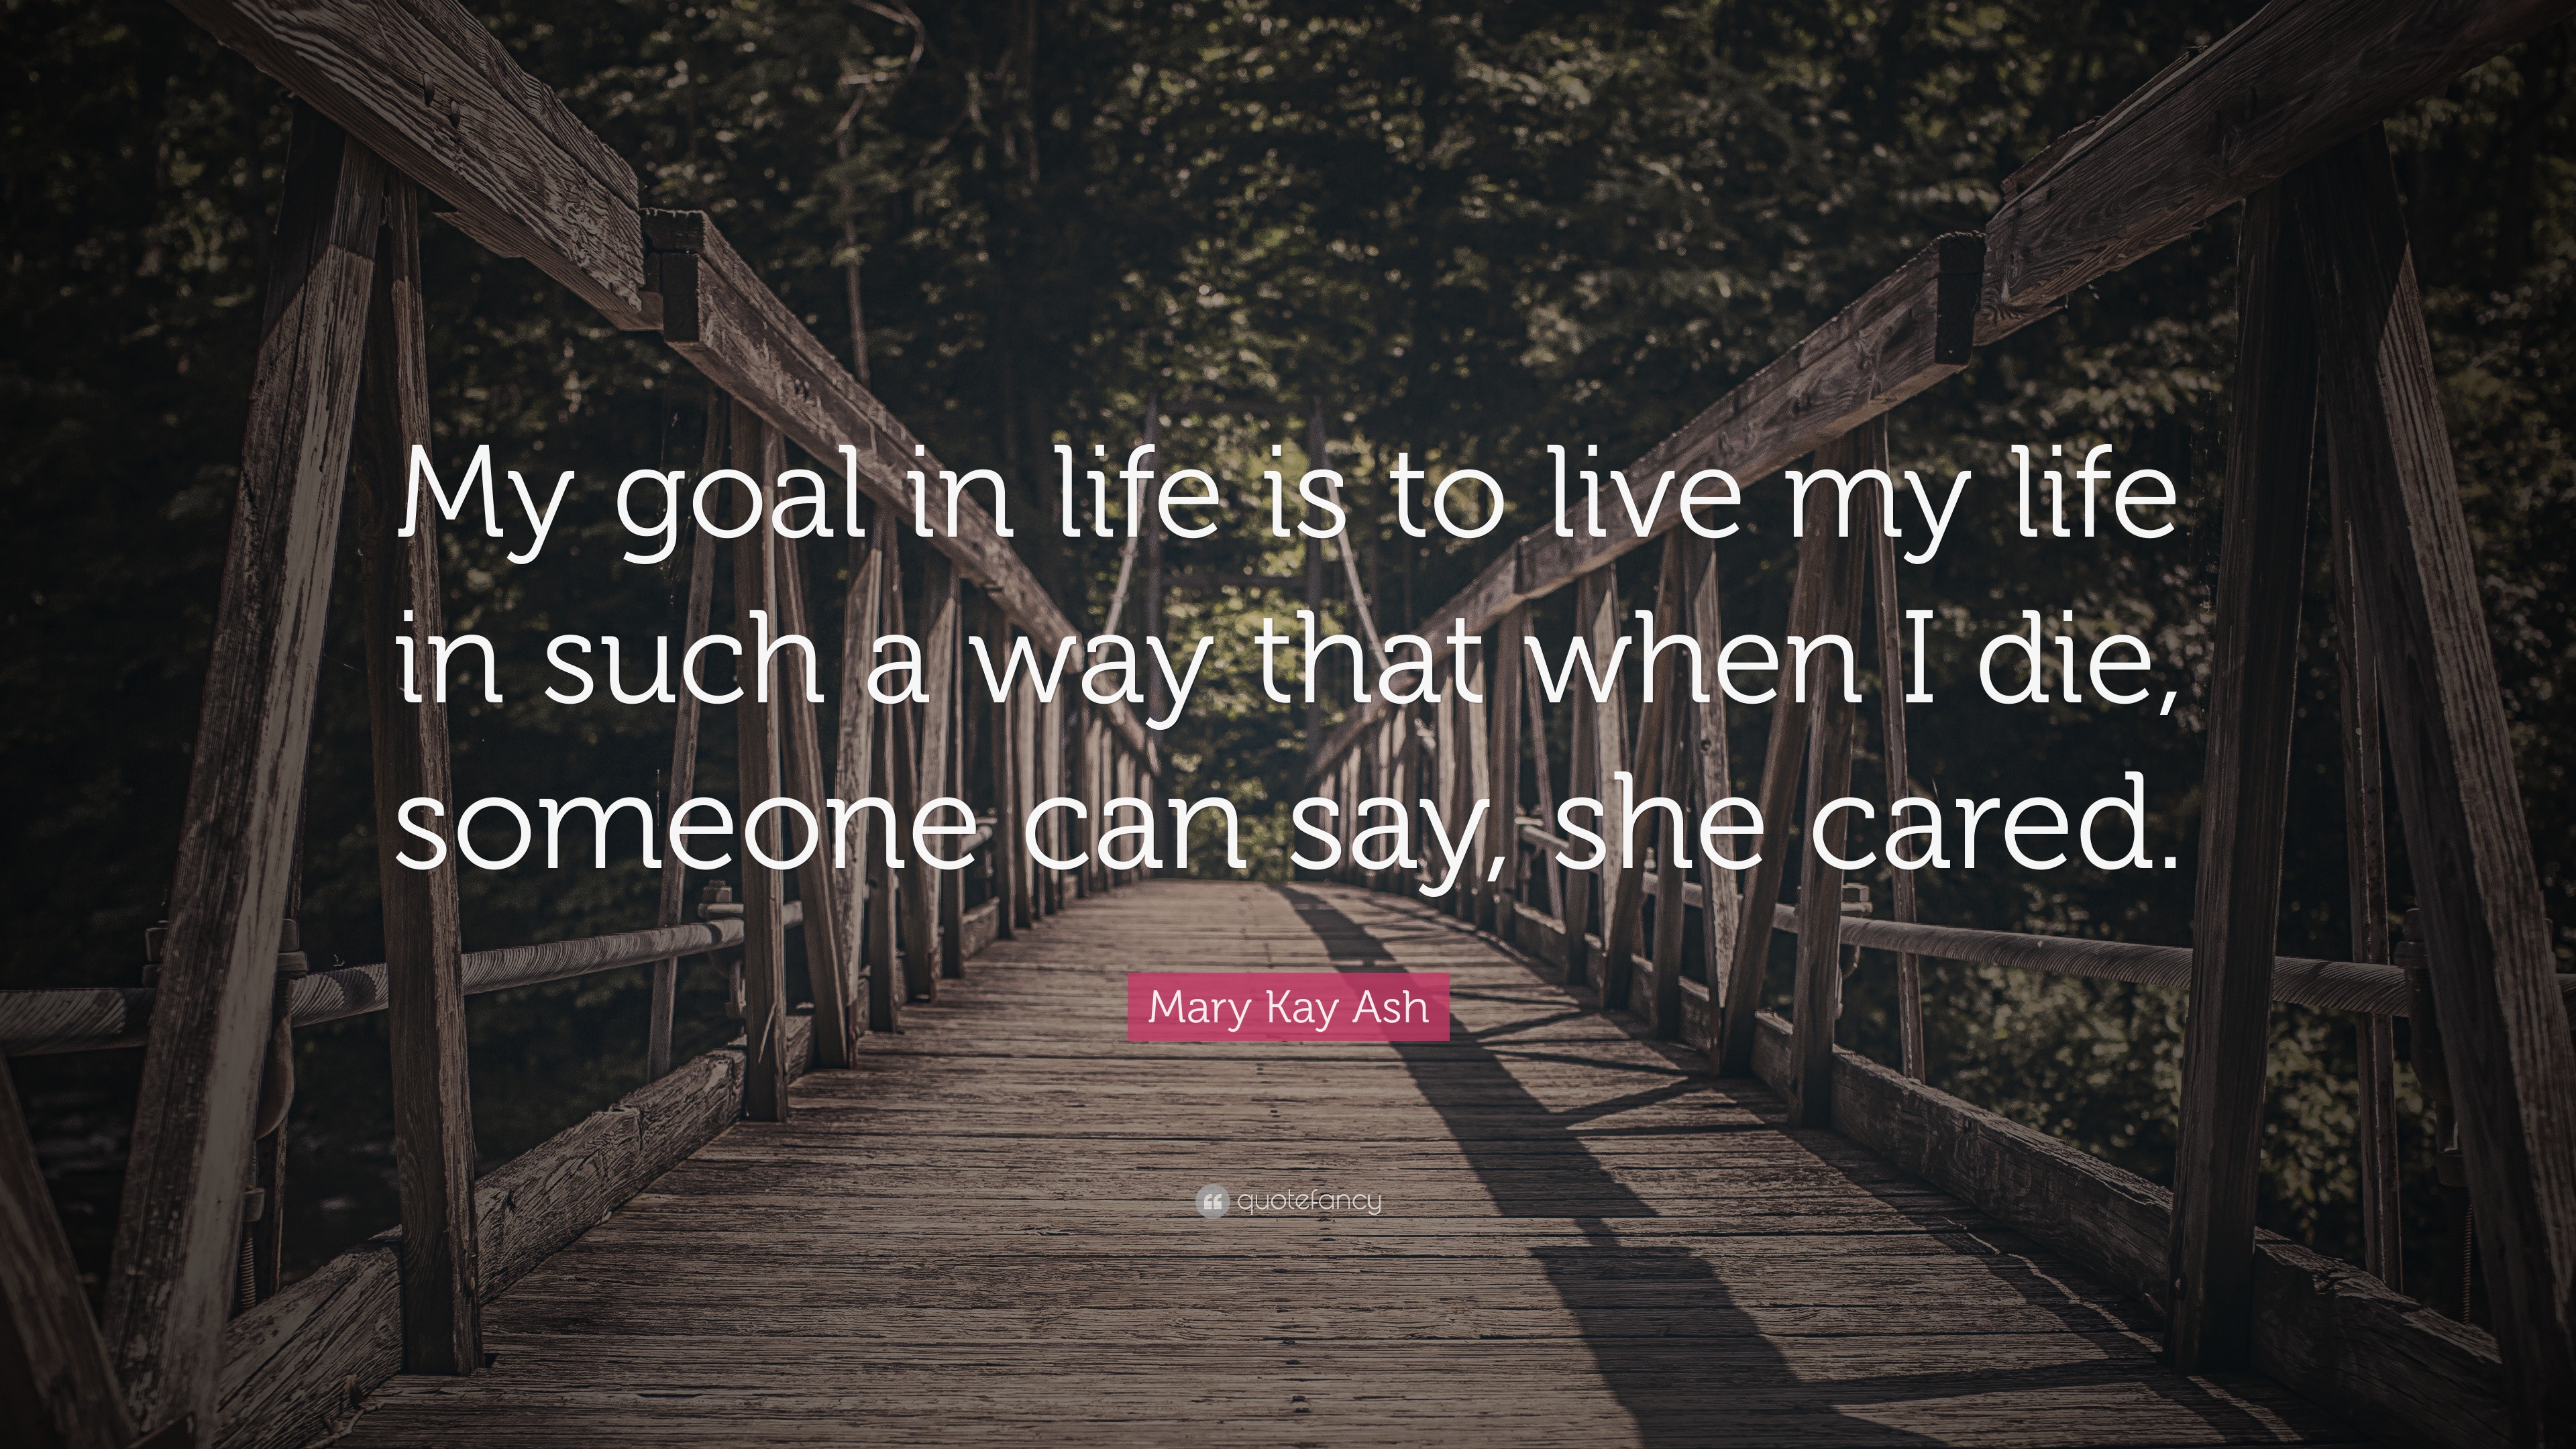 My goal in life is to live my life
in such a way that when I die,
someone can say, she cared.
Mary Kay Ash
quotefancy